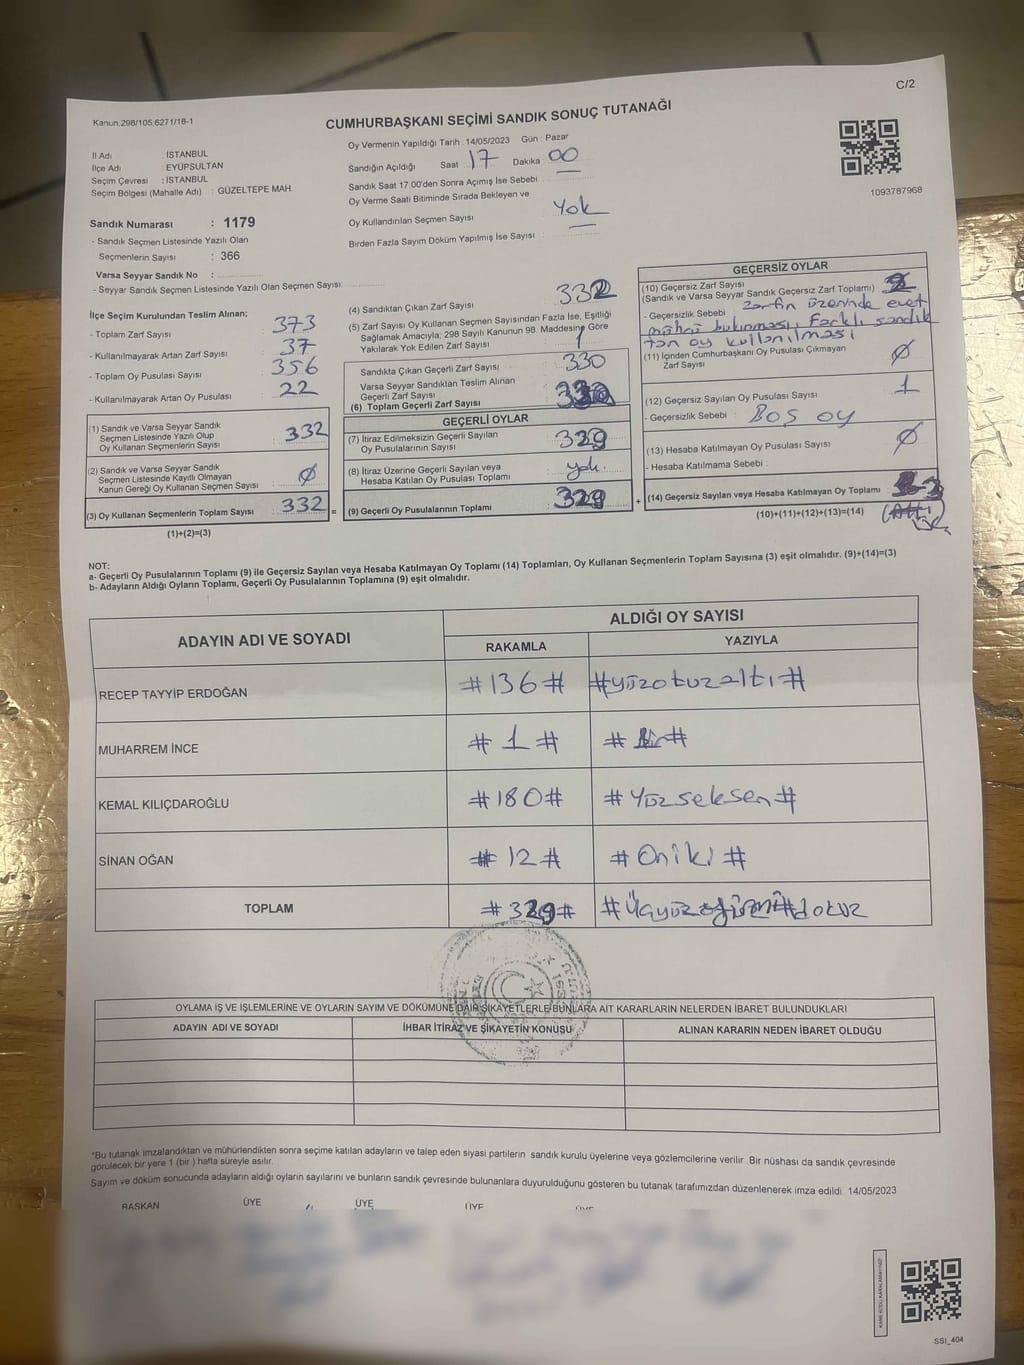 C/2
Kanun.298/105,6271/18-1
CUMHURBAŞKANI SEÇİMİ SANDIK SONUÇ TUTANAĞI
1093787968
İl Adı : İSTANBUL
İlçe Adı : EYÜPSULTAN
Seçim Çevresi : İSTANBUL
Seçim Bölgesi (Mahalle Adı) : GÜZELTEPE MAH.
Sandık Numarası : 1179
- Sandık Seçmen Listesinde Yazılı Olan
Seçmenlerin Sayısı : 366
Varsa Seyyar Sandık No :
- Seyyar Sandık Seçmen Listesinde Yazılı Olan Seçmen Sayısı:
Oy Vermenin Yapıldığı Tarih : 14/05/2023 Gün : Pazar
Sandığın Açıldığı Saat 17 Dakika 00
Sandık Saat 17.00'den Sonra Açımış İse Sebebi :
Oy Verme Saati Bitiminde Sırada Bekleyen ve
Oy Kullandırılan Seçmen Sayısı Yok
Birden Fazla Sayım Döküm Yapılmış İse Sayısı :
İlçe Seçim Kurulundan Teslim Alınan;
- Toplam Zarf Sayısı : 373
- Kullanılmayarak Artan Zarf Sayısı : 37
- Toplam Oy Pusulası Sayısı : 356
- Kullanılmayarak Artan Oy Pusulası : 22
(1) Sandık ve Varsa Seyyar Sandık
Seçmen Listesinde Yazılı Olup
Oy Kullanan Seçmenlerin Sayısı : 332
(2) Sandık ve Varsa Seyyar Sandık
Seçmen Listesinde Kayıtlı Olmayan
Kanun Gereği Oy Kullanan Seçmen Sayısı : Ø
(3) Oy Kullanan Seçmenlerin Toplam Sayısı : 332
(1)+(2)=(3)
(4) Sandıktan Çıkan Zarf Sayısı : 332
(5) Zarf Sayısı Oy Kullanan Seçmen Sayısından Fazla İse, Eşitliği
Sağlamak Amacıyla, 298 Sayılı Kanunun 98. Maddesine Göre
Yakılarak Yok Edilen Zarf Sayısı : 1
Sandıkta Çıkan Geçerli Zarf Sayısı : 330
Varsa Seyyar Sandıktan Teslim Alınan
Geçerli Zarf Sayısı
(6) Toplam Geçerli Zarf Sayısı : 330
=
GEÇERLİ OYLAR
(7) İtiraz Edilmeksizin Geçerli Sayılan
Oy Pusulalarının Sayısı : 329
(8) İtiraz Üzerine Geçerli Sayılan veya
Hesaba Katılan Oy Pusulası Toplamı : yok.
(9) Geçerli Oy Pusulalarının Toplamı : 329
+
GEÇERSİZ OYLAR
(10) Geçersiz Zarf Sayısı
(Sandık ve Varsa Seyyar Sandık Geçersiz Zarf Toplamı) : 2
- Geçersizlik Sebebi : Zarfın üzerinde evet
mührü bulunması, Farklı sandık
tan oy kullanılması
(11) İçinden Cumhurbaşkanı Oy Pusulası Çıkmayan
Zarf Sayısı : Ø
(12) Geçersiz Sayılan Oy Pusulası Sayısı : 1
- Geçersizlik Sebebi : Boş oy
(13) Hesaba Katılmayan Oy Pusulası Sayısı : Ø
- Hesaba Katılmama Sebebi :
(14) Geçersiz Sayılan veya Hesaba Katılmayan Oy Toplamı : 3
(10)+(11)+(12)+(13)=(14)
NOT:
a- Geçerli Oy Pusulalarının Toplamı (9) ile Geçersiz Sayılan veya Hesaba Katılmayan Oy Toplamı (14) Toplamları, Oy Kullanan Seçmenlerin Toplam Sayısına (3) eşit olmalıdır. (9)+(14)=(3)
b- Adayların Aldığı Oyların Toplamı, Geçerli Oy Pusulalarının Toplamına (9) eşit olmalıdır.
ADAYIN ADI VE SOYADI
ALDIĞI OY SAYISI
RAKAMLA YAZIYLA
RECEP TAYYİP ERDOĞAN #136# #yüzotuzaltı#
MUHARREM İNCE #1# #Bir#
KEMAL KILIÇDAROĞLU #180# #Yüzseksen#
SİNAN OĞAN #12# #Oniki#
TOPLAM #329# #Üçyüzyirmi#dokuz
OYLAMA İŞ VE İŞLEMLERİNE VE OYLARIN SAYIM VE DÖKÜMÜNE DAİR ŞİKAYETLERLE BUNLARA AİT KARARLARIN NELERDEN İBARET BULUNDUKLARI
ADAYIN ADI VE SOYADI İHBAR İTİRAZ VE ŞİKAYETİN KONUSU ALINAN KARARIN NEDEN İBARET OLDUĞU
*Bu tutanak imzalandıktan ve mühürlendikten sonra seçime katılan adayların ve talep eden siyasi partilerin sandık kurulu üyelerine veya gözlemcilerine verilir. Bir nüshası da sandık çevresinde
görülecek bir yere 1 (bir ) hafta süreyle asılır.
Sayım ve döküm sonucunda adayların aldığı oyların sayılarını ve bunların sandık çevresinde bulunanlara duyurulduğunu gösteren bu tutanak tarafımızdan düzenlenerek imza edildi. 14/05/2023
BAŞKAN ÜYE ÜYE ÜYE ÜYE
SSI_404